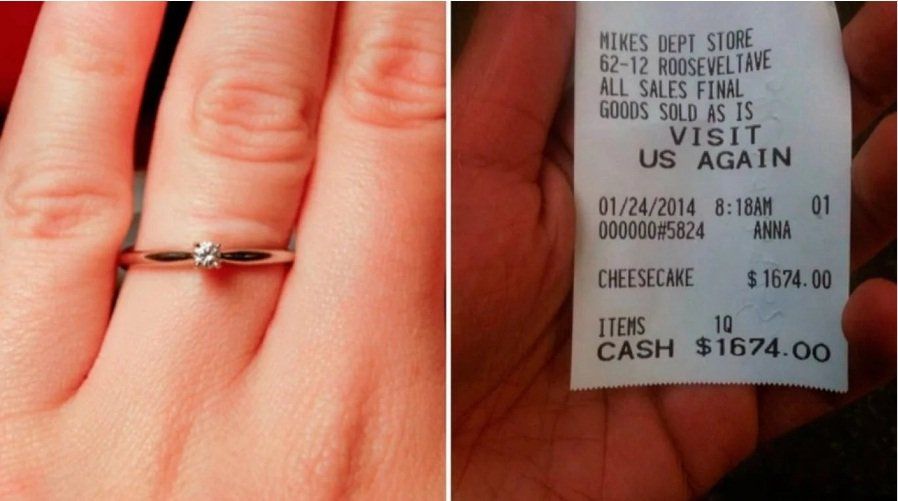 MIKES DEPT STORE
62-12 ROOSEVELTAVE
ALL SALES FINAL
GOODS SOLD AS IS
VISIT
US AGAIN
01/24/2014 8:18AM 01
000000#5824 ANNA
CHEESECAKE $1674.00
ITEMS 1Q
CASH $1674.00